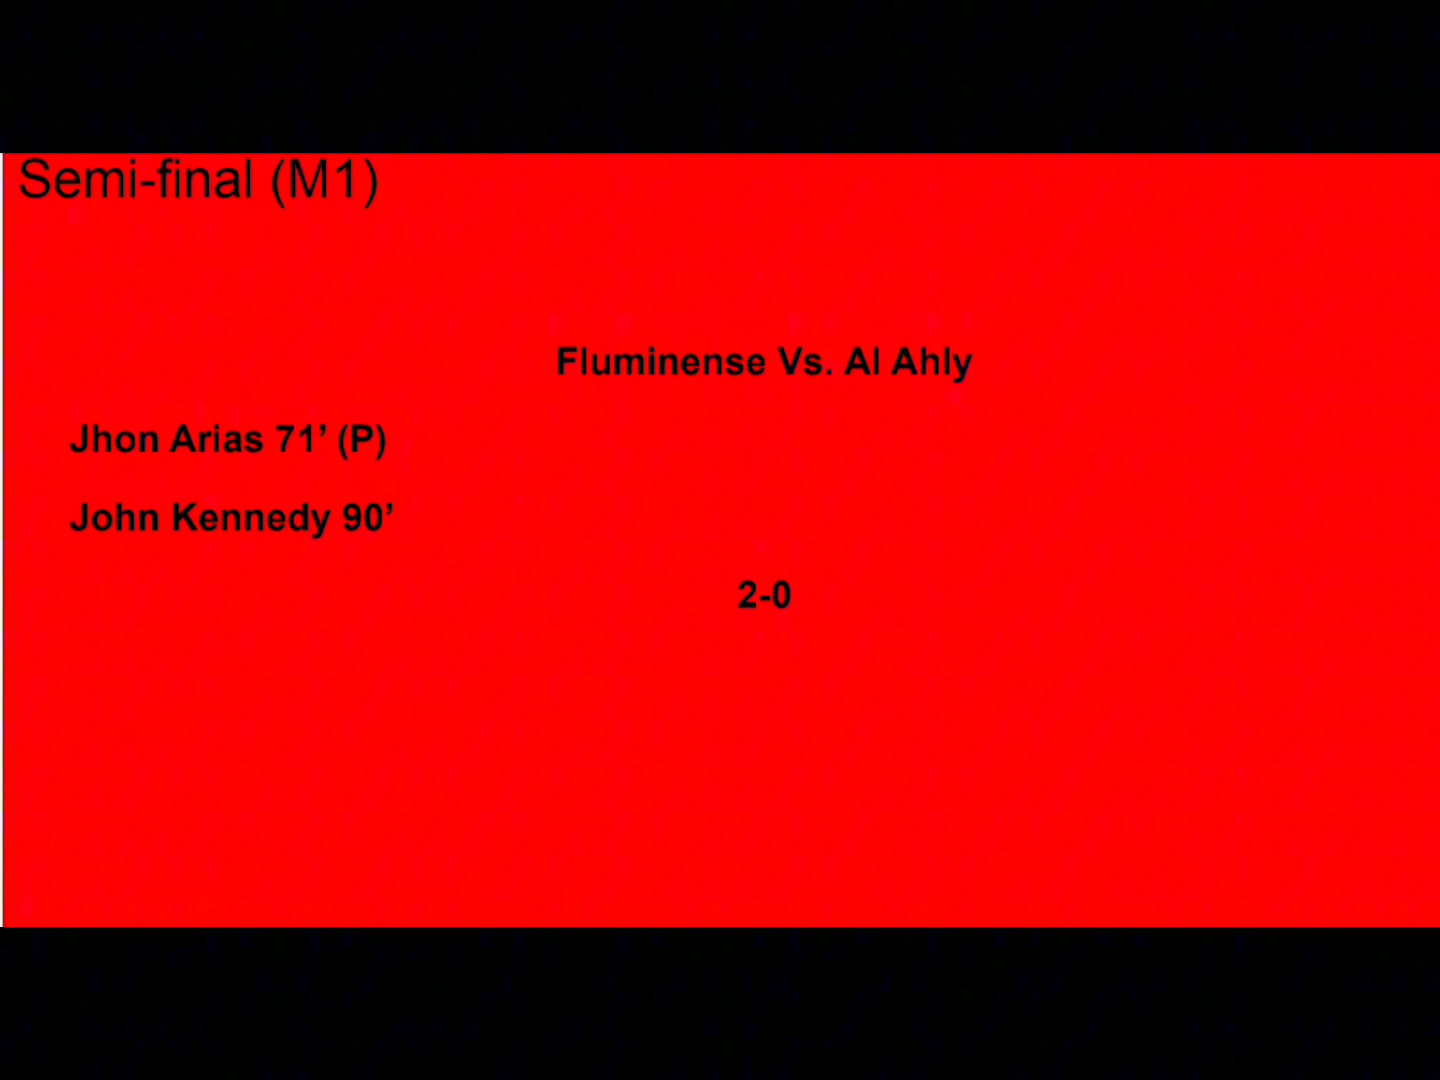 Semi-final (M1)
Fluminense Vs. Al Ahly
Jhon Arias 71’ (P)
John Kennedy 90’
2-0